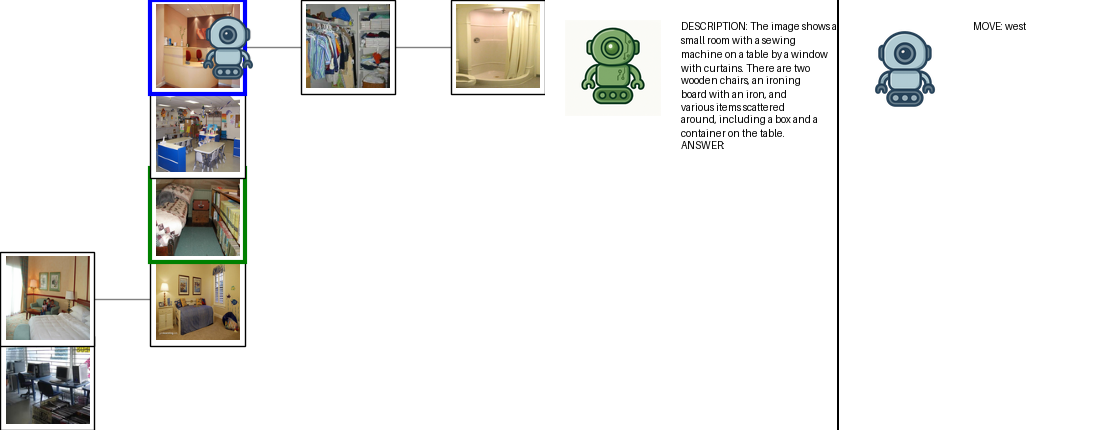 DESCRIPTION: The image shows a
small room with a sewing
machine on a table by a window
with curtains. There are two
wooden chairs, an ironing
board with an iron, and
various items scattered
around, including a box and a
container on the table.
ANSWER:
MOVE: west